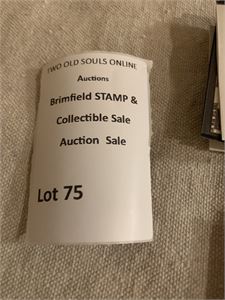 TWO OLD SOULS ONLINE
Auctions
Brimfield STAMP &
Collectible Sale
Auction Sale
Lot 75